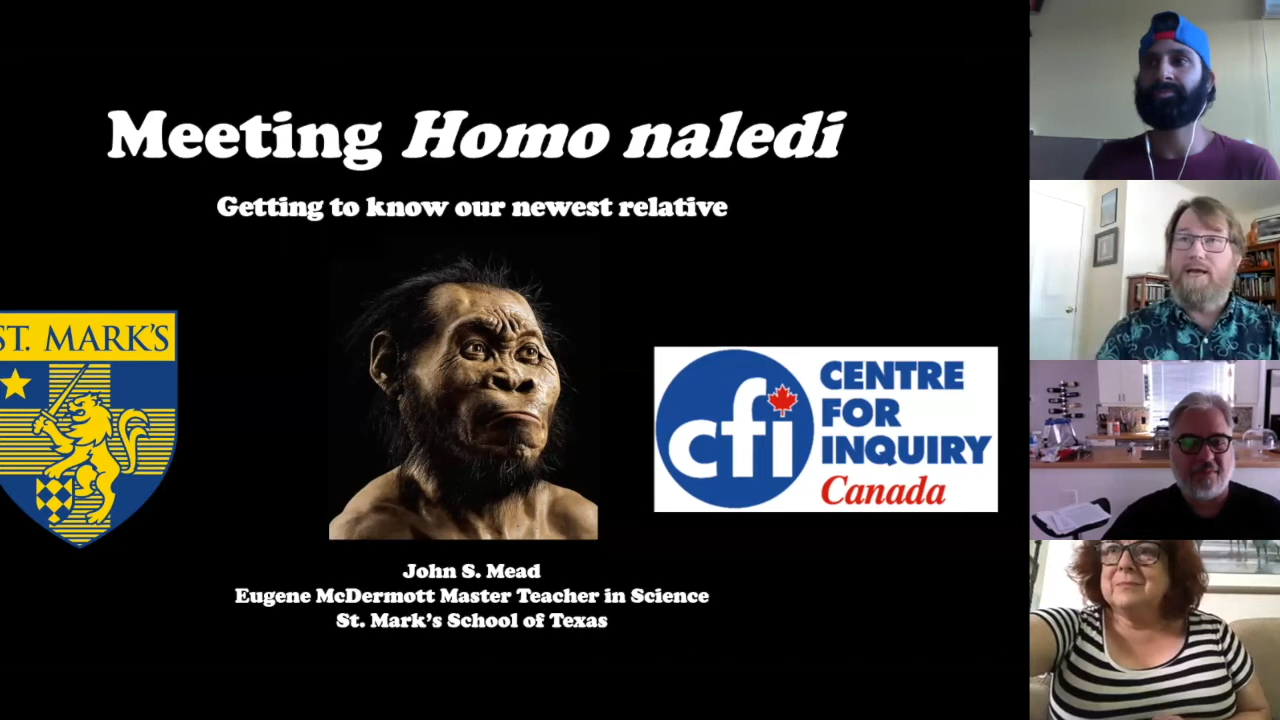 Meeting Homo naledi
Getting to know our newest relative
ST. MARK'S
cfi
CENTRE
FOR
INQUIRY
Canada
John S. Mead
Eugene McDermott Master Teacher in Science
St. Mark's School of Texas